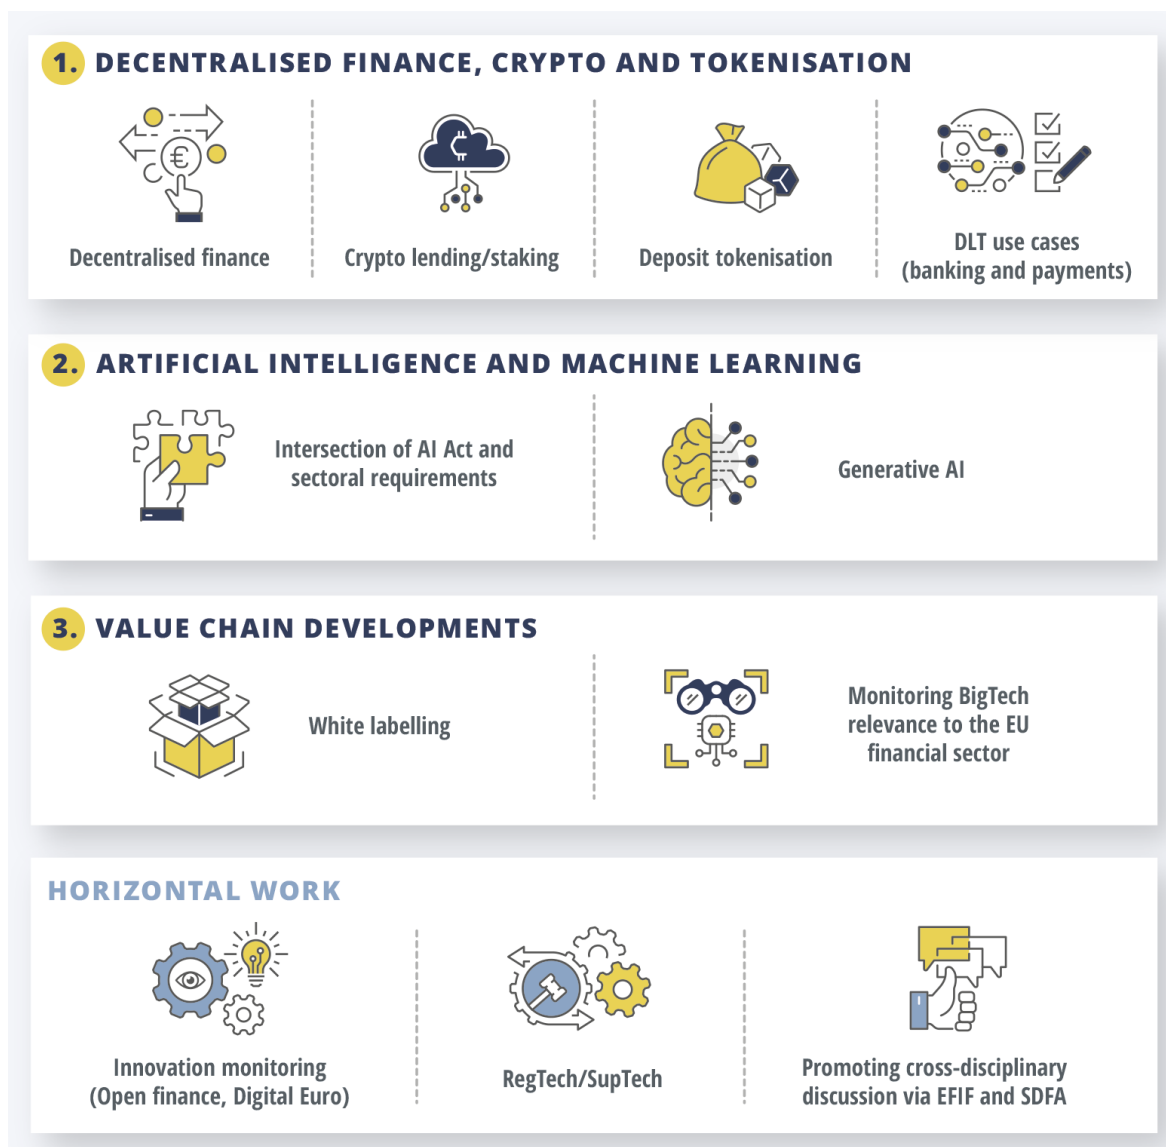 1. DECENTRALISED FINANCE, CRYPTO AND TOKENISATION
€
Decentralised finance
Crypto lending/staking
Deposit tokenisation
DLT use cases
(banking and payments)
2. ARTIFICIAL INTELLIGENCE AND MACHINE LEARNING
Intersection of AI Act and
sectoral requirements
Generative AI
3. VALUE CHAIN DEVELOPMENTS
White labelling
Monitoring BigTech
relevance to the EU
financial sector
HORIZONTAL WORK
Innovation monitoring
(Open finance, Digital Euro)
RegTech/SupTech
Promoting cross-disciplinary
discussion via EFIF and SDFA